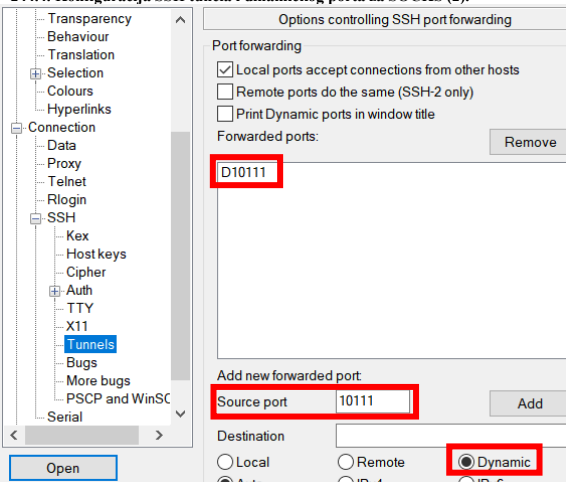 Transparency
Behaviour
Translation
Selection
Colours
Hyperlinks
Connection
Data
Proxy
Telnet
Rlogin
SSH
Kex
Host keys
Cipher
Auth
TTY
X11
Tunnels
Bugs
More bugs
PSCP and WinSC
Serial
Open
Options controlling SSH port forwarding
Port forwarding
Local ports accept connections from other hosts
Remote ports do the same (SSH-2 only)
Print Dynamic ports in window title
Forwarded ports:
Remove
D10111
Add new forwarded port:
Source port 10111 Add
Destination
Local Remote Dynamic